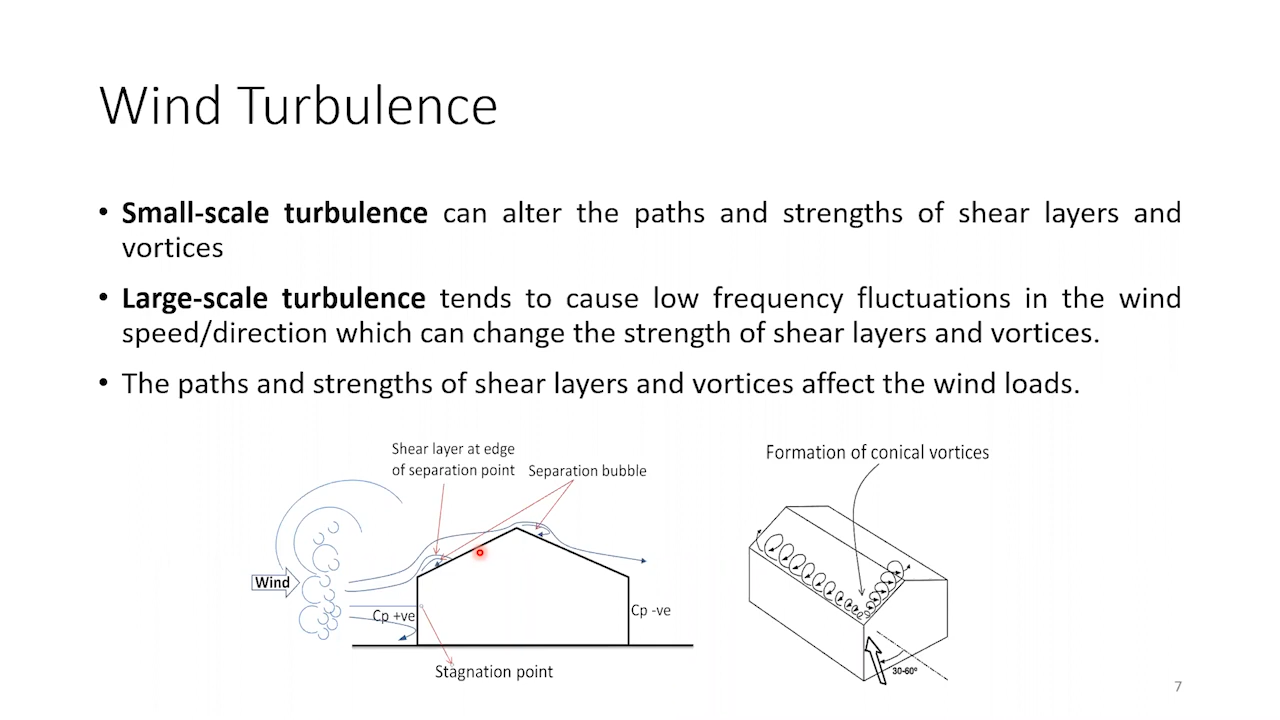 Wind Turbulence
• Small-scale turbulence can alter the paths and strengths of shear layers and
vortices
• Large-scale turbulence tends to cause low frequency fluctuations in the wind
speed/direction which can change the strength of shear layers and vortices.
• The paths and strengths of shear layers and vortices affect the wind loads.
Shear layer at edge
of separation point
Separation bubble
Wind
Cp +ve
Cp -ve
Stagnation point
Formation of conical vortices
30-60°
7